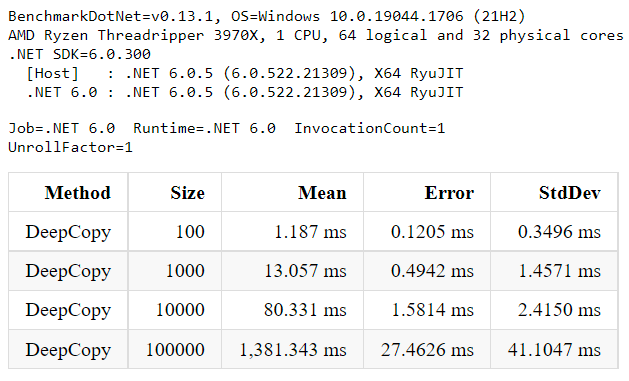 BenchmarkDotNet=v0.13.1, OS=Windows 10.0.19044.1706 (21H2)
AMD Ryzen Threadripper 3970X, 1 CPU, 64 logical and 32 physical cores
.NET SDK=6.0.300
[Host]   : .NET 6.0.5 (6.0.522.21309), X64 RyuJIT
.NET 6.0 : .NET 6.0.5 (6.0.522.21309), X64 RyuJIT
Job=.NET 6.0  Runtime=.NET 6.0  InvocationCount=1
UnrollFactor=1
Method Size Mean Error StdDev
DeepCopy 100 1.187 ms 0.1205 ms 0.3496 ms
DeepCopy 1000 13.057 ms 0.4942 ms 1.4571 ms
DeepCopy 10000 80.331 ms 1.5814 ms 2.4150 ms
DeepCopy 100000 1,381.343 ms 27.4626 ms 41.1047 ms